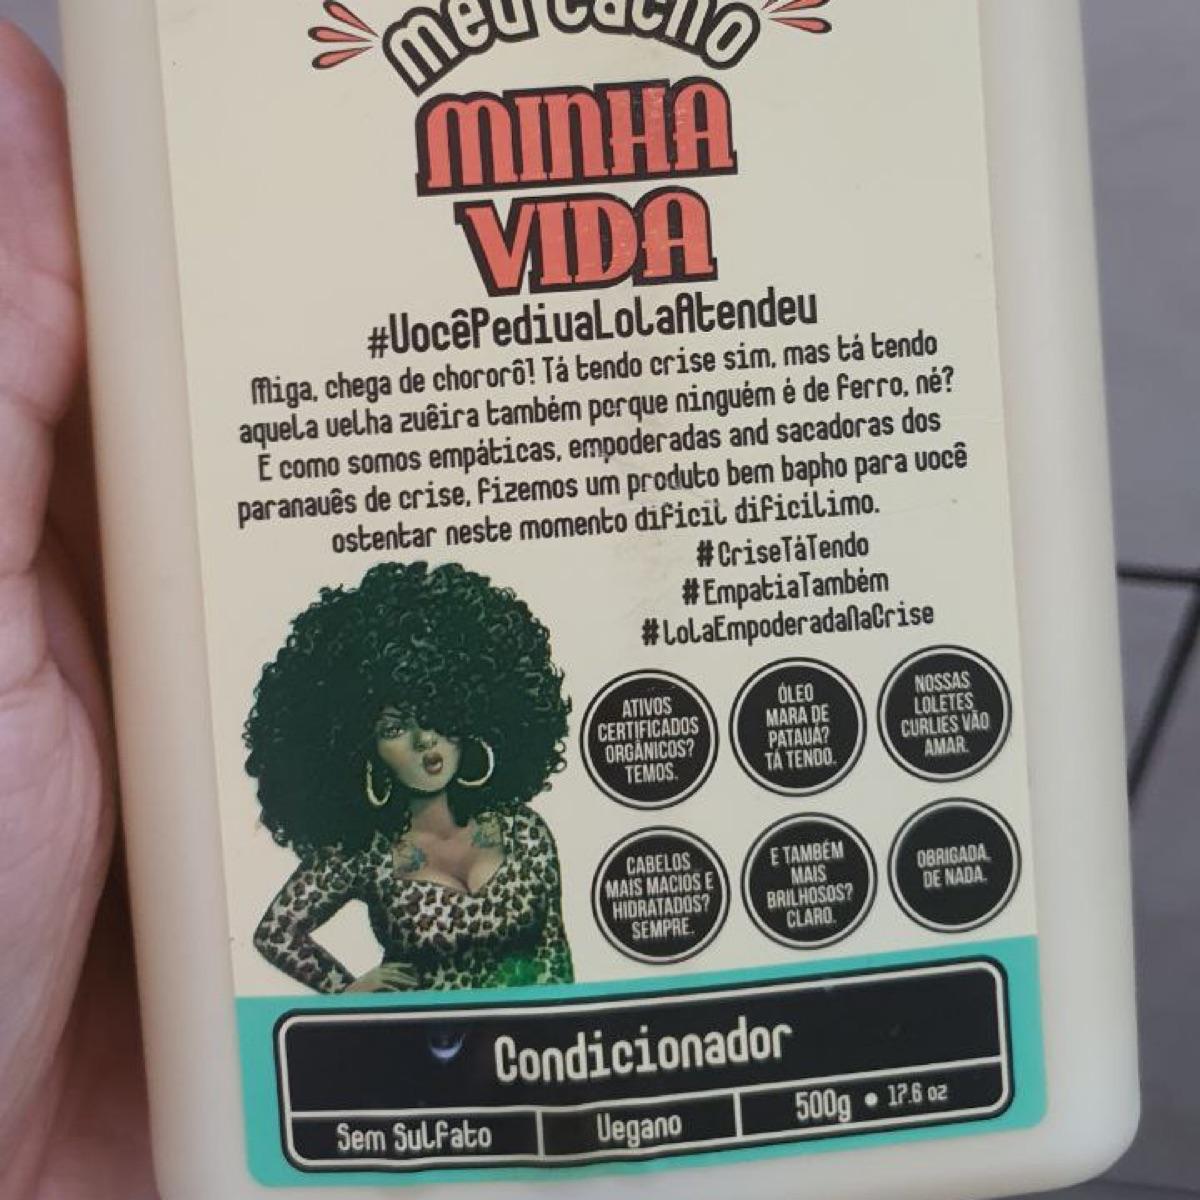 meu cacho
MINHA
VIDA
#VocêPediuaLolaAtendeu
Miga, chega de chororô! Tá tendo crise sim, mas tá tendo
aquela velha zuêira também porque ninguém é de ferro, né?
E como somos empáticas, empoderadas and sacadoras dos
paranauês de crise, fizemos um produto bem bapho para você
ostentar neste momento difícil dificílimo.
#CriseTáTendo
#EmpatiaTambém
#LolaEmpoderadaNaCrise
ATIVOS
CERTIFICADOS
ORGÂNICOS?
TEMOS.
ÓLEO
MARA DE
PATAUÁ?
TÁ TENDO.
NOSSAS
LOLETES
CURLIES VÃO
AMAR.
CABELOS
MAIS MACIOS E
HIDRATADOS?
SEMPRE.
E TAMBÉM
MAIS
BRILHOSOS?
CLARO.
OBRIGADA,
DE NADA.
Condicionador
Sem Sulfato
Vegano
500g • 17.6 oz